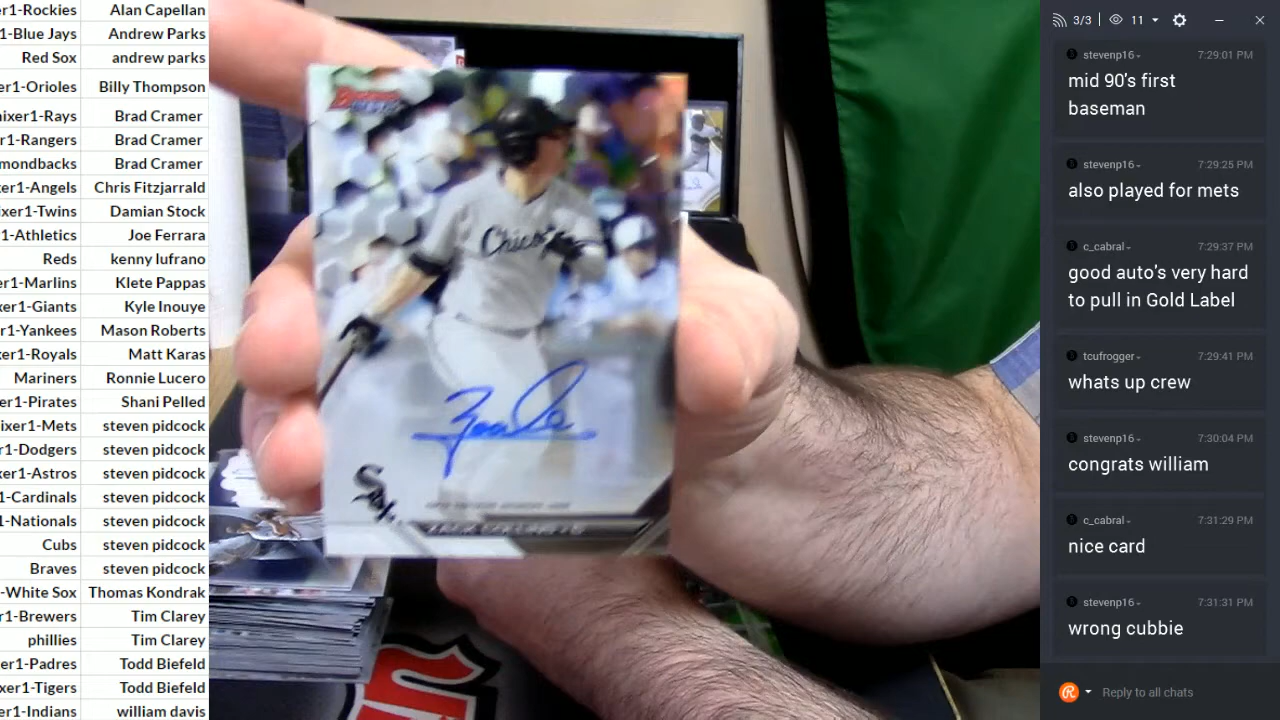 er1-Rockies Alan Capellan
1-Blue Jays Andrew Parks
Red Sox andrew parks
er1-Orioles Billy Thompson
ixer1-Rays Brad Cramer
r1-Rangers Brad Cramer
mondbacks Brad Cramer
er1-Angels Chris Fitzjarrald
ixer1-Twins Damian Stock
1-Athletics Joe Ferrara
Reds kenny lufrano
er1-Marlins Klete Pappas
xer1-Giants Kyle Inouye
r1-Yankees Mason Roberts
er1-Royals Matt Karas
Mariners Ronnie Lucero
er1-Pirates Shani Pelled
ixer1-Mets steven pidcock
r1-Dodgers steven pidcock
xer1-Astros steven pidcock
1-Cardinals steven pidcock
1-Nationals steven pidcock
Cubs steven pidcock
Braves steven pidcock
-White Sox Thomas Kondrak
er1-Brewers Tim Clarey
phillies Tim Clarey
er1-Padres Todd Biefeld
xer1-Tigers Todd Biefeld
er1-Indians william davis
Bowman
Sox
3/3 11
stevenp16 7:29:01 PM
mid 90's first
baseman
stevenp16 7:29:25 PM
also played for mets
c_cabral 7:29:37 PM
good auto's very hard
to pull in Gold Label
tcufrogger 7:29:41 PM
whats up crew
stevenp16 7:30:04 PM
congrats william
c_cabral 7:31:29 PM
nice card
stevenp16 7:31:31 PM
wrong cubbie
Reply to all chats